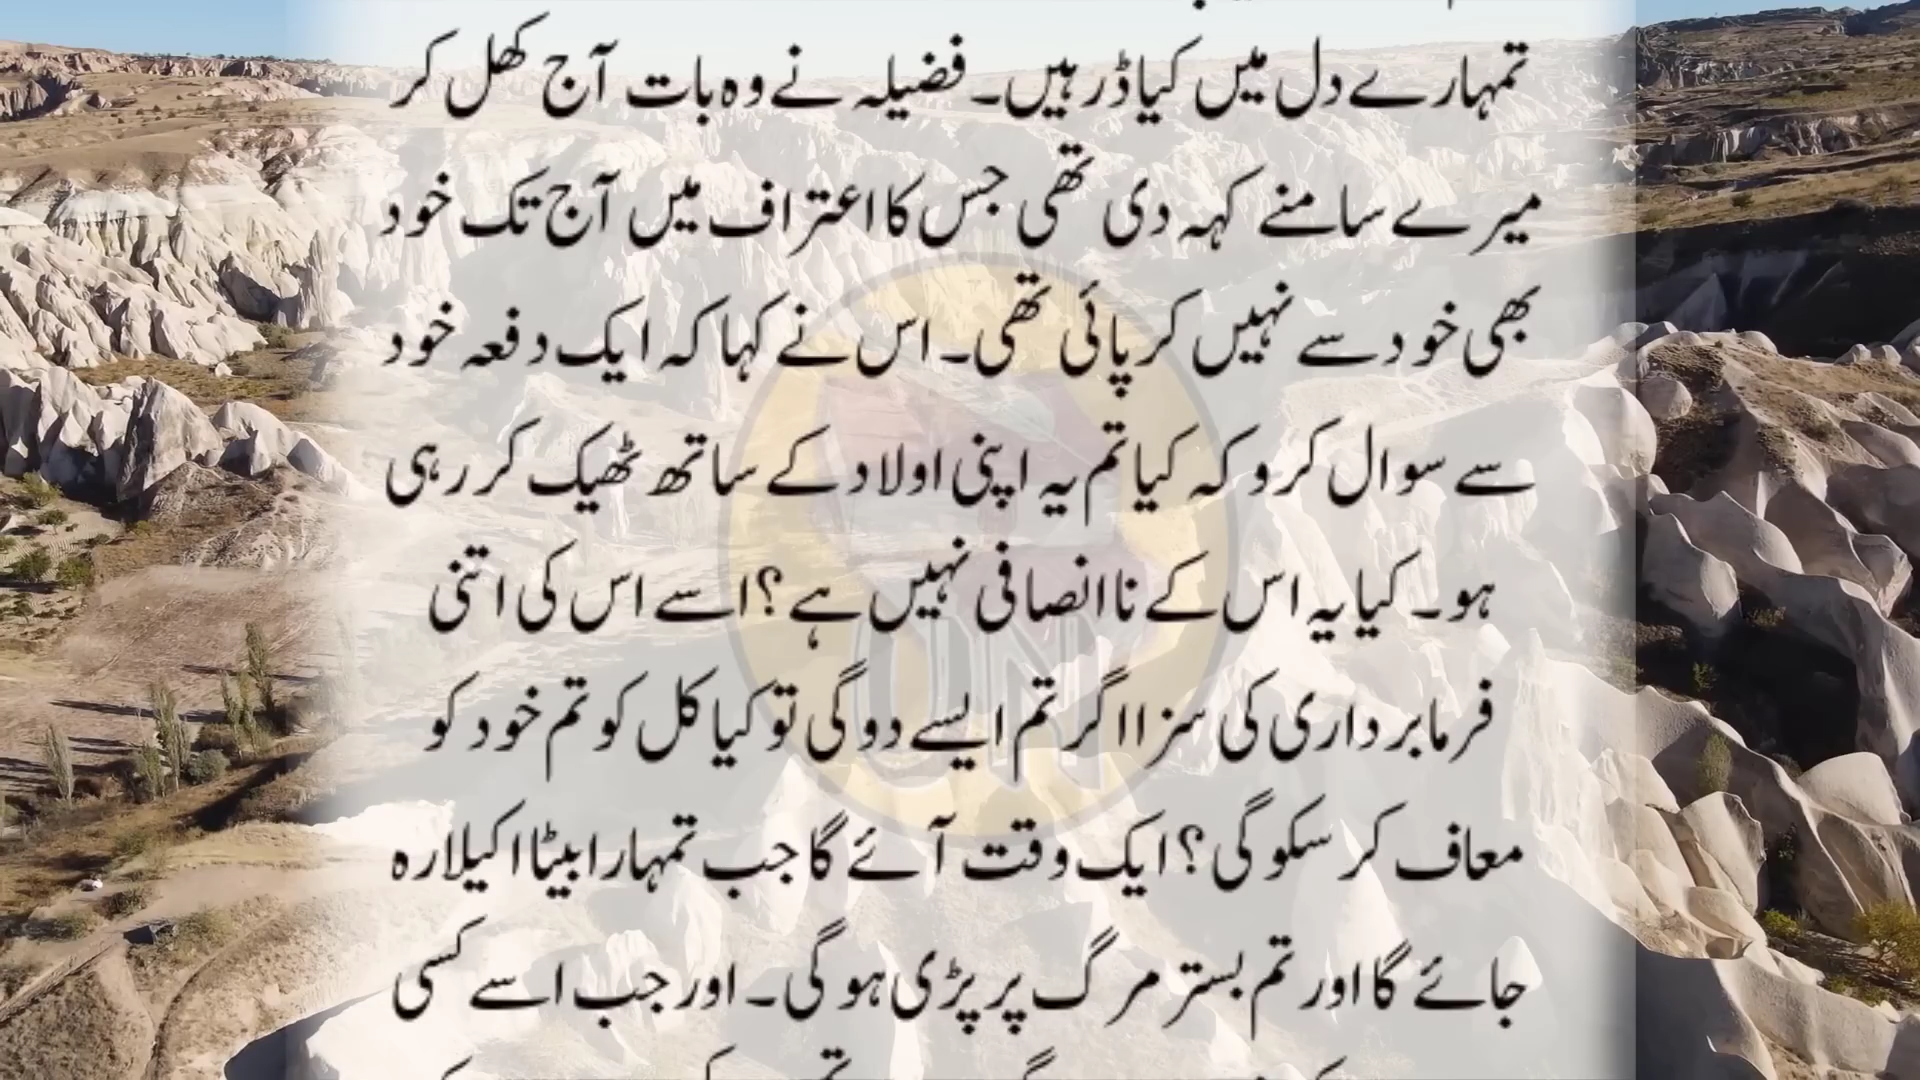 تمہارے دل میں کیا ڈر ہیں۔ فضیلہ نے وہ بات آج کھل کر
میرے سامنے کہہ دی تھی جس کا اعتراف میں آج تک خود
بھی خود سے نہیں کر پائی تھی۔ اس نے کہا کہ ایک دفعہ خود
سے سوال کرو کہ کیا تم یہ اپنی اولاد کے ساتھ ٹھیک کر رہی
ہو۔ کیا یہ اس کے ناانصافی نہیں ہے؟ اسے اس کی اتنی
فرمابرداری کی سزا اگر تم ایسے دو گی تو کیا کل کو تم خود کو
معاف کر سکو گی؟ ایک وقت آئے گا جب تمہارا بیٹا اکیلا رہ
جائے گا اور تم بستر مرگ پر پڑی ہو گی۔ اور جب اسے کسی
UN